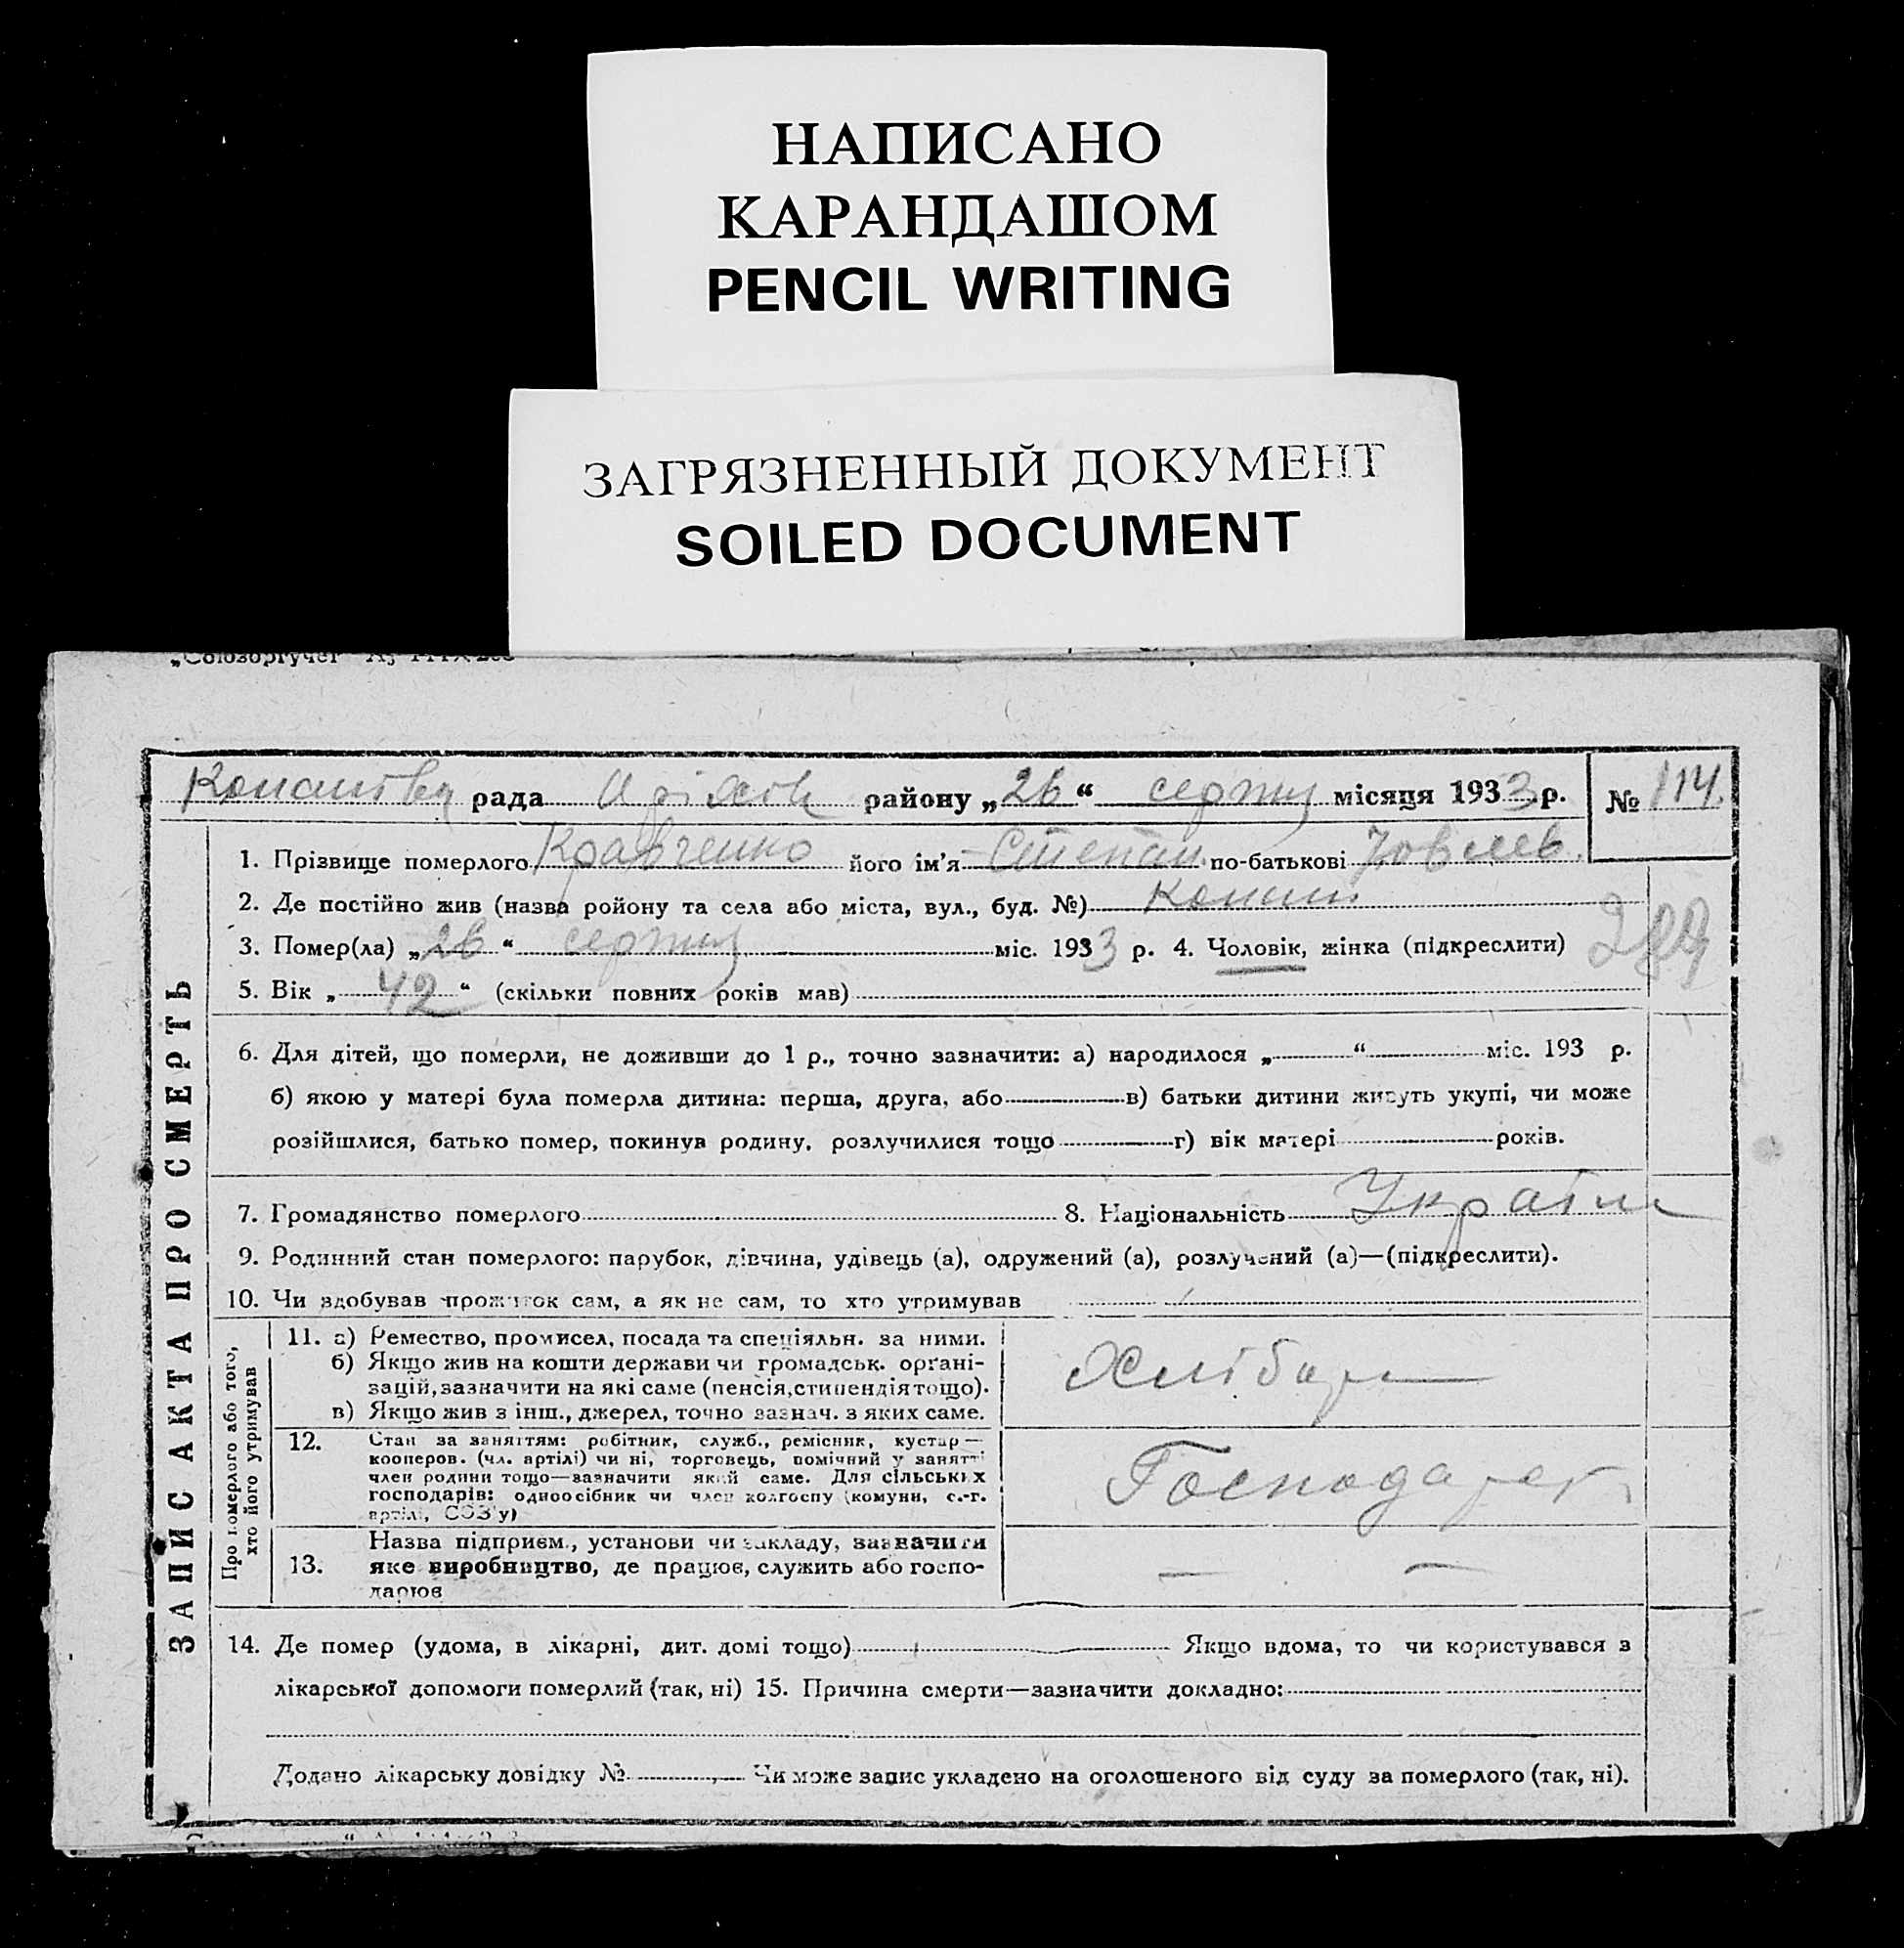 НАПИСАНО
КАРАНДАШОМ
PENCIL WRITING
ЗАГРЯЗНЕННЫЙ ДОКУМЕНТ
SOILED DOCUMENT
„Союзоргучет“
рада району „26“ серпня місяця 1933 р. № 114
1. Прізвище померлого Кравченко його ім'я Степан по-батькові
2. Де постійно жив (назва ройону та села або міста, вул., буд. №)
3. Помер(ла) „26“ серпня міс. 1933 р. 4. Чоловік, жінка (підкреслити)
5. Вік „42“ (скільки повних років мав)
6. Для дітей, що померли, не доживши до 1 р., точно зазначити: а) народилося „ “ міс. 193 р.
б) якою у матері була померла дитина: перша, друга, або в) батьки дитини живуть укупі, чи може
розійшлися, батько помер, покинув родину, розлучилися тощо г) вік матері років.
7. Громадянство померлого 8. Національність Україн
9. Родинний стан померлого: парубок, дівчина, удівець (а), одружений (а), розлучений (а)—(підкреслити).
10. Чи здобував прожиток сам, а як не сам, то хто утримував
ЗАПИС АКТА ПРО СМЕРТЬ
Про померлого або того,
хто його утримував
11. а) Ремество, промисел, посада та спеціяльн. за ними.
б) Якщо жив на кошти держави чи громадськ. орґані-
зацій, зазначити на які саме (пенсія, стипендія тощо).
в) Якщо жив з інш., джерел, точно зазнач. з яких саме.
Хлібар
12. Стан за заняттям: робітник, служб., ремісник, кустар—
кооперов. (чл. артілі) чи ні, торговець, помічний у занятті
член родини тощо—зазначити який саме. Для сільських
господарів: одноосібник чи член колгоспу (комуни, с.-г.
артілі, СОЗ'у)
Господар
13. Назва підприєм., установи чи закладу, зазначити
яке виробництво, де працює, служить або госпо-
дарює
— —
14. Де помер (удома, в лікарні, дит. домі тощо) Якщо вдома, то чи користувався з
лікарської допомоги померлий (так, ні) 15. Причина смерти—зазначити докладно:
Додано лікарську довідку № Чи може запис укладено на оголошеного від суду за померлого (так, ні).